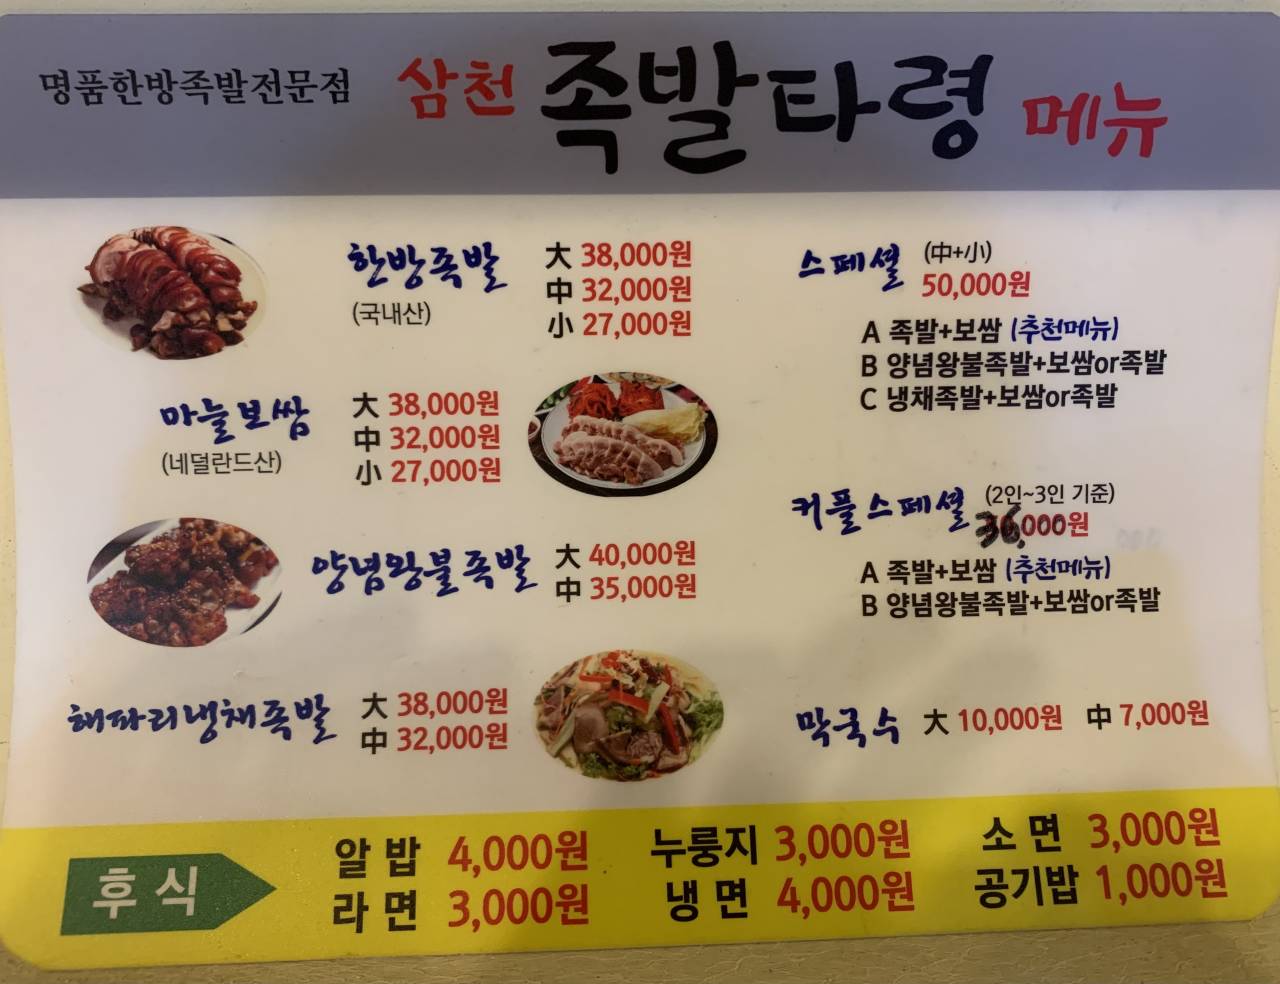 명품한방족발전문점 삼천 족발타령 메뉴
한방족발 大 38,000원
(국내산) 中 32,000원
小 27,000원
마늘보쌈 大 38,000원
(네덜란드산) 中 32,000원
小 27,000원
양념왕불족발 大 40,000원
中 35,000원
해파리냉채족발 大 38,000원
中 32,000원
스페셜 (中+小)
50,000원
A 족발+보쌈 (추천메뉴)
B 양념왕불족발+보쌈or족발
C 냉채족발+보쌈or족발
커플스페셜 (2인~3인 기준)
36,000원
A 족발+보쌈 (추천메뉴)
B 양념왕불족발+보쌈or족발
막국수 大 10,000원 中 7,000원
후식
알밥 4,000원 누룽지 3,000원 소면 3,000원
라면 3,000원 냉면 4,000원 공기밥 1,000원